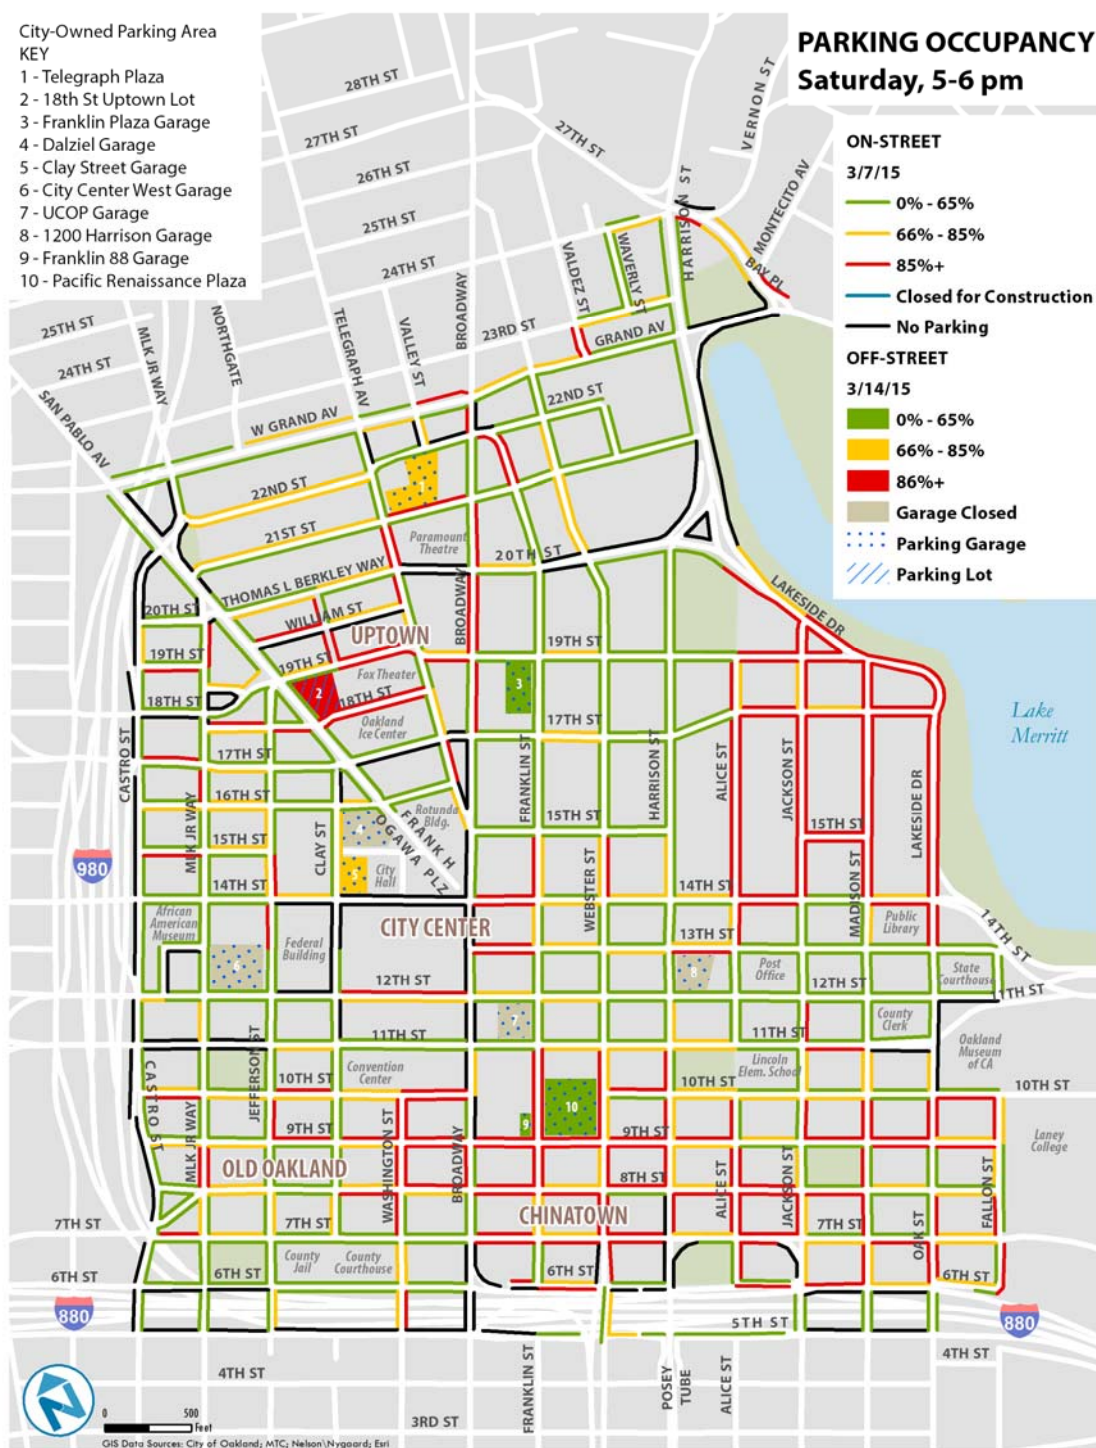 City-Owned Parking Area
KEY
1 - Telegraph Plaza
2 - 18th St Uptown Lot
3 - Franklin Plaza Garage
4 - Dalziel Garage
5 - Clay Street Garage
6 - City Center West Garage
7 - UCOP Garage
8 - 1200 Harrison Garage
9 - Franklin 88 Garage
10 - Pacific Renaissance Plaza
PARKING OCCUPANCY
Saturday, 5-6 pm
ON-STREET
3/7/15
0% - 65%
66% - 85%
85%+
Closed for Construction
No Parking
OFF-STREET
3/14/15
0% - 65%
66% - 85%
86%+
Garage Closed
Parking Garage
Parking Lot
28TH ST
27TH ST
27TH ST
26TH ST
25TH ST
24TH ST
23RD ST
VERNON ST
MONTECITO AV
HARRISON ST
BAY PL
WAVERLY ST
VALDEZ ST
GRAND AV
BROADWAY
VALLEY ST
TELEGRAPH AV
NORTHGATE
MLK JR WAY
25TH ST
24TH ST
SAN PABLO AV
W GRAND AV
22ND ST
22ND ST
21ST ST
1
Paramount
Theatre
20TH ST
THOMAS L BERKLEY WAY
WILLIAM ST
20TH ST
UPTOWN
BROADWAY
LAKESIDE DR
19TH ST
19TH ST
19TH ST
Fox Theater
2
3
18TH ST
18TH ST
Oakland
Ice Center
17TH ST
17TH ST
Lake
Merritt
CASTRO ST
FRANKLIN ST
HARRISON ST
ALICE ST
JACKSON ST
LAKESIDE DR
16TH ST
MLK JR WAY
15TH ST
15TH ST
15TH ST
CLAY ST
4
FRANK H
OGAWA PLZ
Rotunda
Bldg.
980
5
City
Hall
14TH ST
14TH ST
14TH ST
WEBSTER ST
MADISON ST
African
American
Museum
CITY CENTER
13TH ST
Public
Library
Federal
Building
6
12TH ST
8
Post
Office
12TH ST
State
Courthouse
11TH ST
7
11TH ST
11TH ST
County
Clerk
Oakland
Museum
of CA
JEFFERSON ST
CASTRO ST
Convention
Center
10TH ST
10TH ST
Lincoln
Elem. School
10TH ST
10
9
MLK JR WAY
9TH ST
9TH ST
WASHINGTON ST
BROADWAY
Laney
College
OLD OAKLAND
8TH ST
ALICE ST
JACKSON ST
FALLON ST
CHINATOWN
7TH ST
7TH ST
7TH ST
OAK ST
County
Jail
County
Courthouse
6TH ST
6TH ST
6TH ST
6TH ST
880
880
5TH ST
4TH ST
4TH ST
FRANKLIN ST
POSEY
TUBE
ALICE ST
3RD ST
0 500
Feet
GIS Data Sources: City of Oakland; MTC; Nelson\Nygaard; Esri